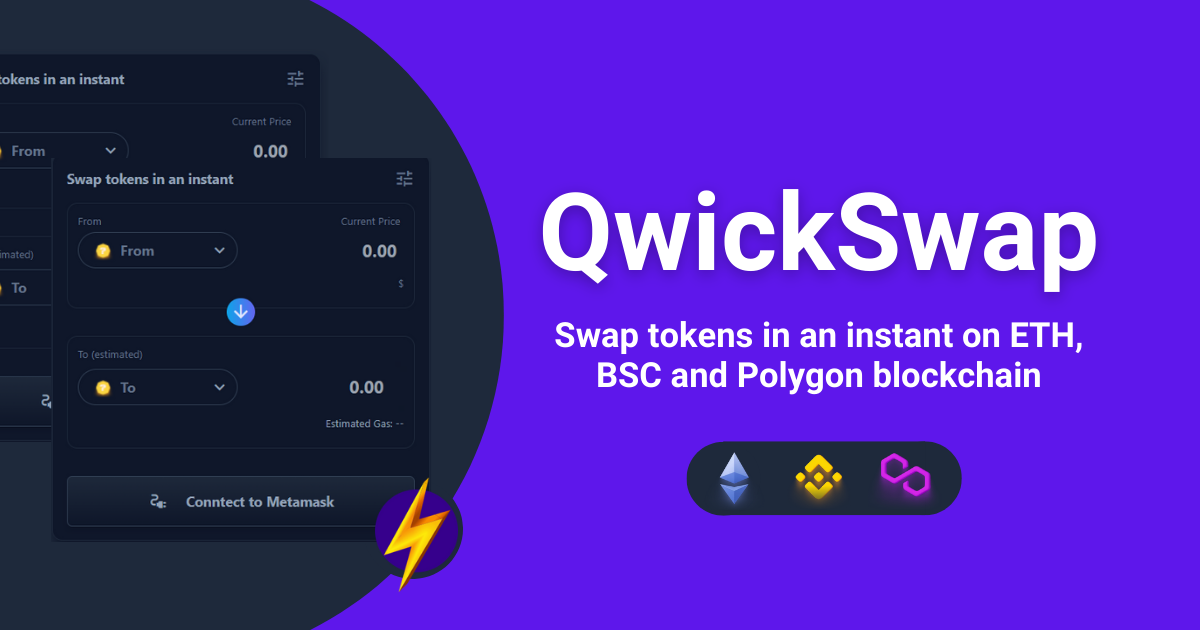 tokens in an instant
Current Price
From
0.00
To
Swap tokens in an instant
From
Current Price
From
0.00
$
To (estimated)
To
0.00
Estimated Gas: --
Conntect to Metamask
QwickSwap
Swap tokens in an instant on ETH,
BSC and Polygon blockchain